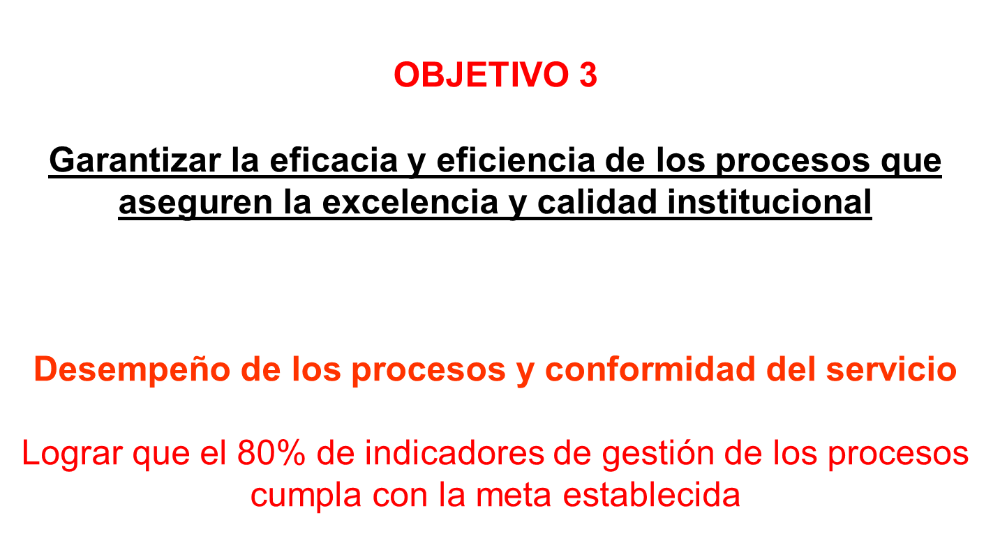 OBJETIVO 3
Garantizar la eficacia y eficiencia de los procesos que
aseguren la excelencia y calidad institucional
Desempeño de los procesos y conformidad del servicio
Lograr que el 80% de indicadores de gestión de los procesos
cumpla con la meta establecida